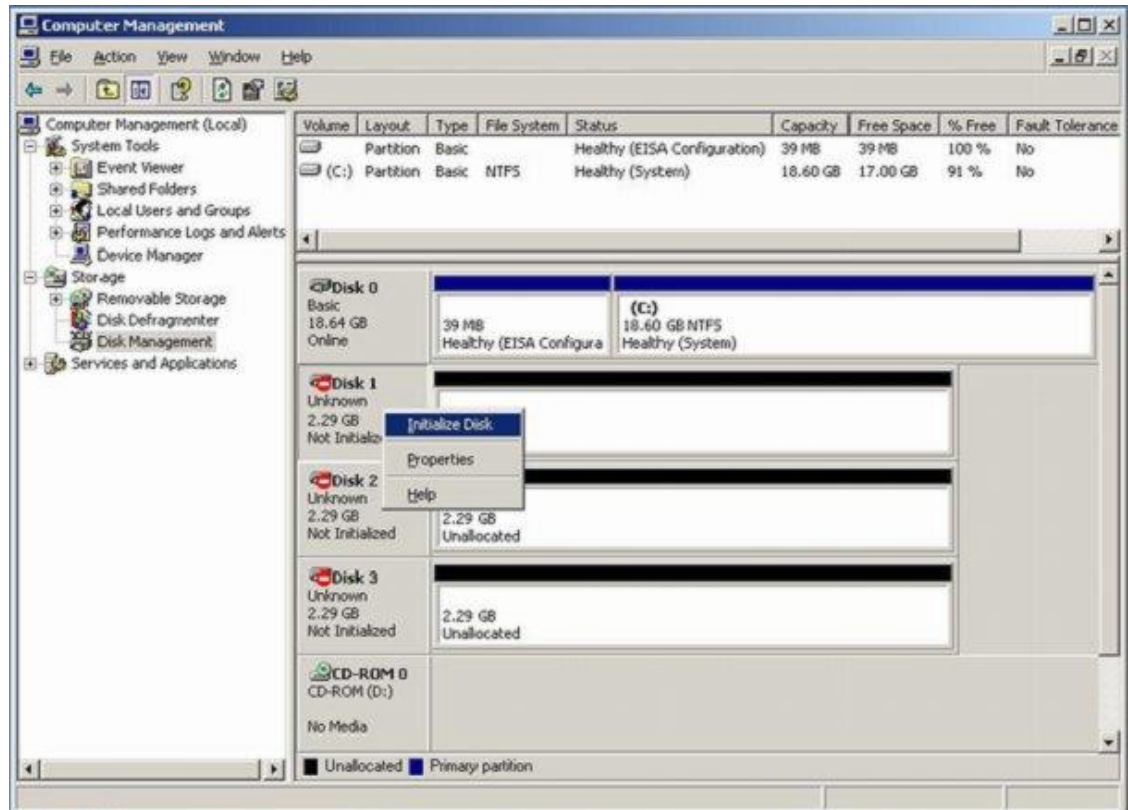 Computer Management
File Action View Window Help
Computer Management (Local)
System Tools
Event Viewer
Shared Folders
Local Users and Groups
Performance Logs and Alerts
Device Manager
Storage
Removable Storage
Disk Defragmenter
Disk Management
Services and Applications
Volume Layout Type File System Status Capacity Free Space % Free Fault Tolerance
Partition Basic Healthy (EISA Configuration) 39 MB 39 MB 100 % No
(C:) Partition Basic NTFS Healthy (System) 18.60 GB 17.00 GB 91 % No
Disk 0
Basic
18.64 GB
Online
39 MB
Healthy (EISA Configura
(C:)
18.60 GB NTFS
Healthy (System)
Disk 1
Unknown
2.29 GB
Not Initializ
Initialize Disk
Properties
Help
Disk 2
Unknown
2.29 GB
Not Initialized
2.29 GB
Unallocated
Disk 3
Unknown
2.29 GB
Not Initialized
2.29 GB
Unallocated
CD-ROM 0
CD-ROM (D:)
No Media
Unallocated Primary partition